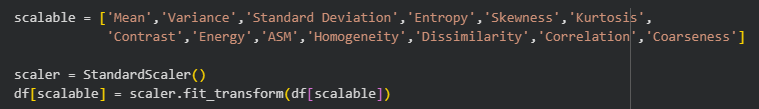 scalable = ['Mean','Variance','Standard Deviation','Entropy','Skewness','Kurtosis',
'Contrast','Energy','ASM','Homogeneity','Dissimilarity','Correlation','Coarseness']
scaler = StandardScaler()
df[scalable] = scaler.fit_transform(df[scalable])